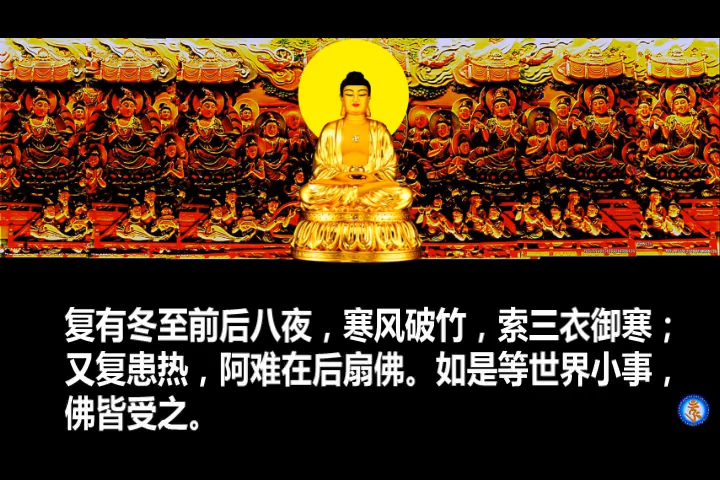 复有冬至前后八夜，寒风破竹，索三衣御寒；
又复患热，阿难在后扇佛。如是等世界小事，
佛皆受之。